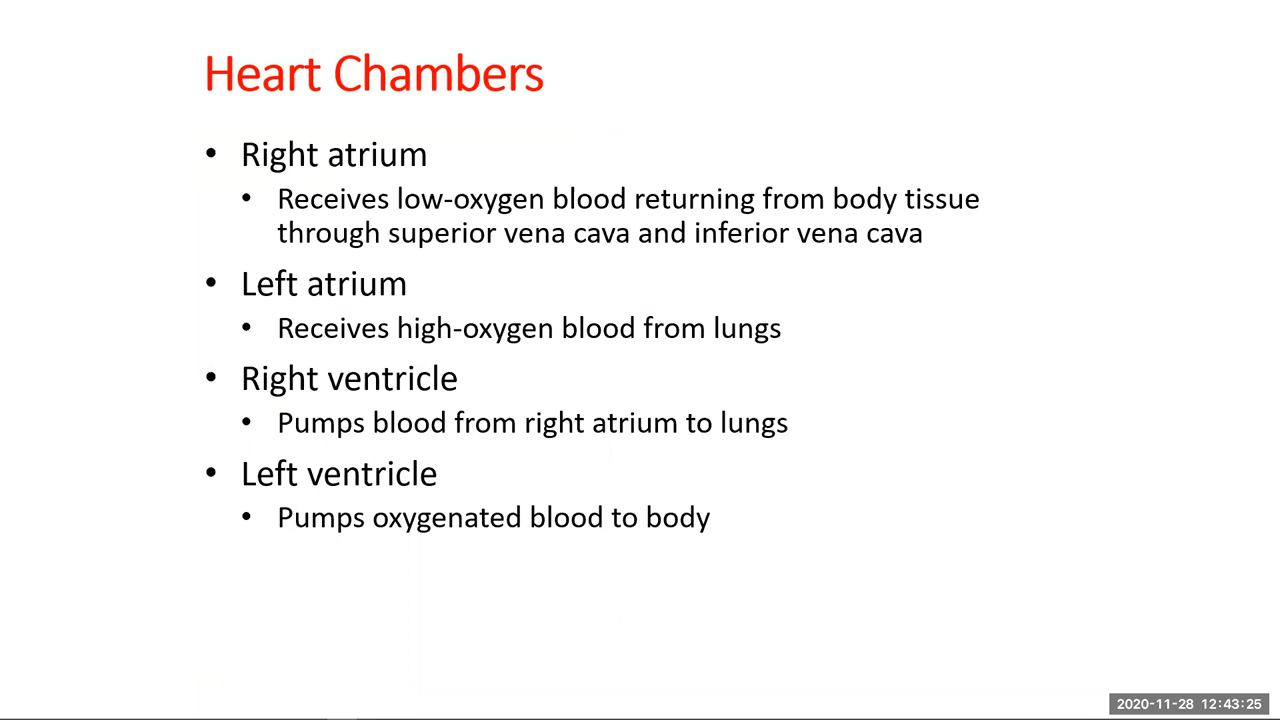 Heart Chambers
• Right atrium
• Receives low-oxygen blood returning from body tissue
through superior vena cava and inferior vena cava
• Left atrium
• Receives high-oxygen blood from lungs
• Right ventricle
• Pumps blood from right atrium to lungs
• Left ventricle
• Pumps oxygenated blood to body
2020-11-28 12:43:25